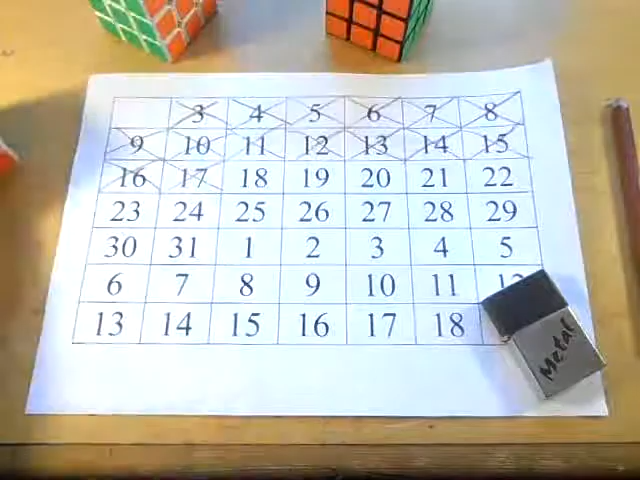 3 4 5 6 7 8
9 10 11 12 13 14 15
16 17 18 19 20 21 22
23 24 25 26 27 28 29
30 31 1 2 3 4 5
6 7 8 9 10 11 12
13 14 15 16 17 18
Metal